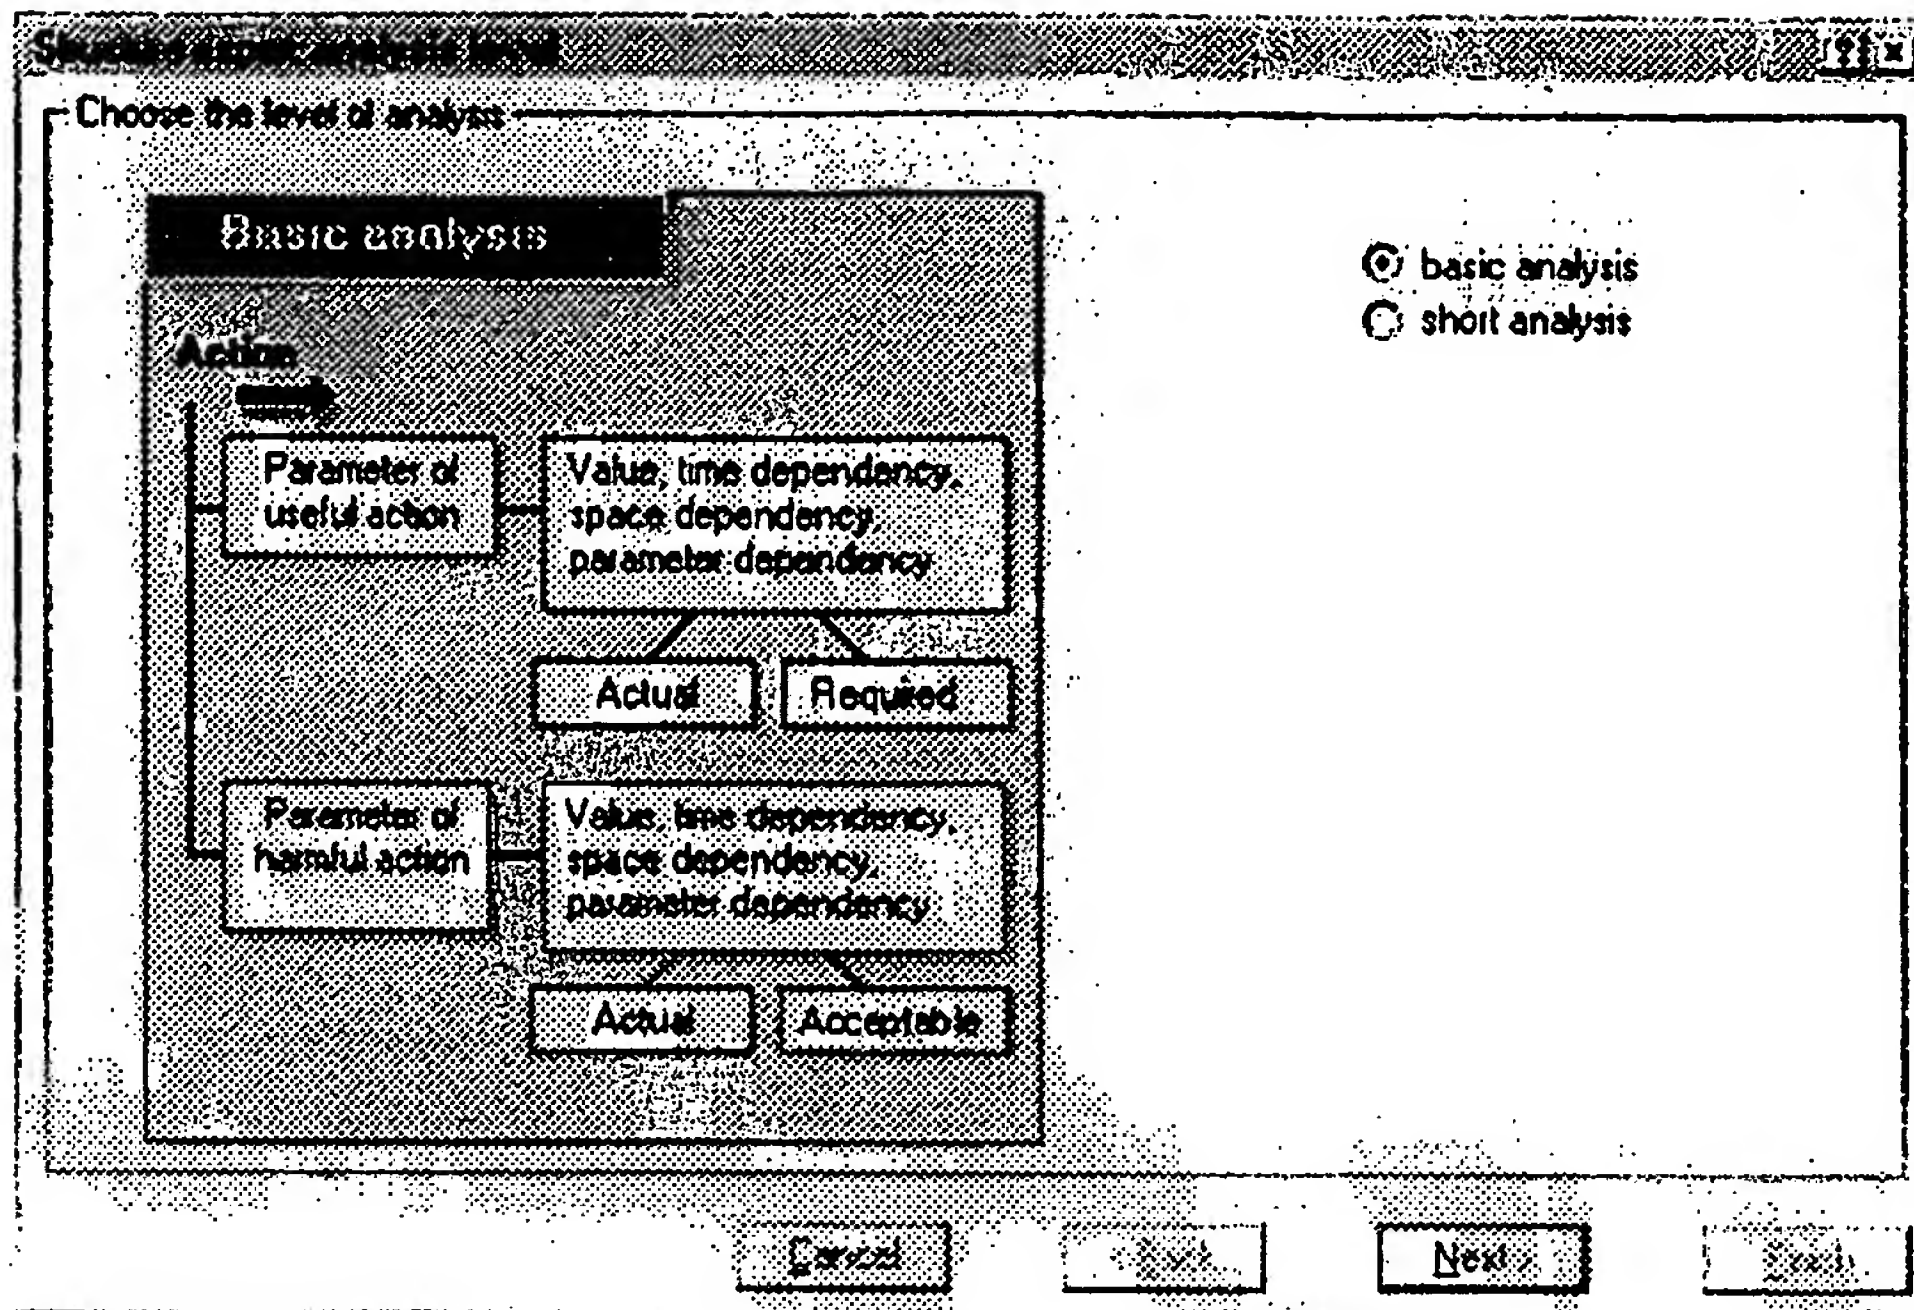 Choose the level of analysis
Basic analysis
basic analysis
short analysis
Action
Parameter of
useful action
Value, time dependency,
space dependency,
parameter dependency
Actual
Required
Parameter of
harmful action
Value, time dependency,
space dependency,
parameter dependency
Actual
Acceptable
Cancel
Next >